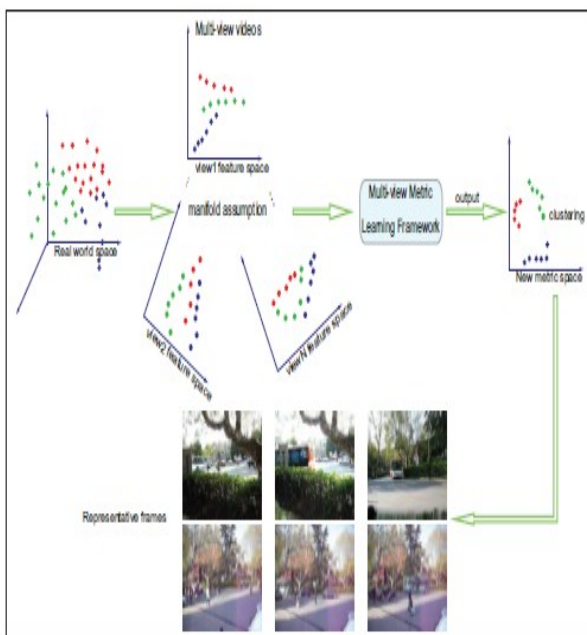 Multi-view videos
view1 feature space
Real world space
manifold assumption
Multi-view Metric
Learning Framework
output
clustering
New metric space
view2 feature space
viewN feature space
Representative frames